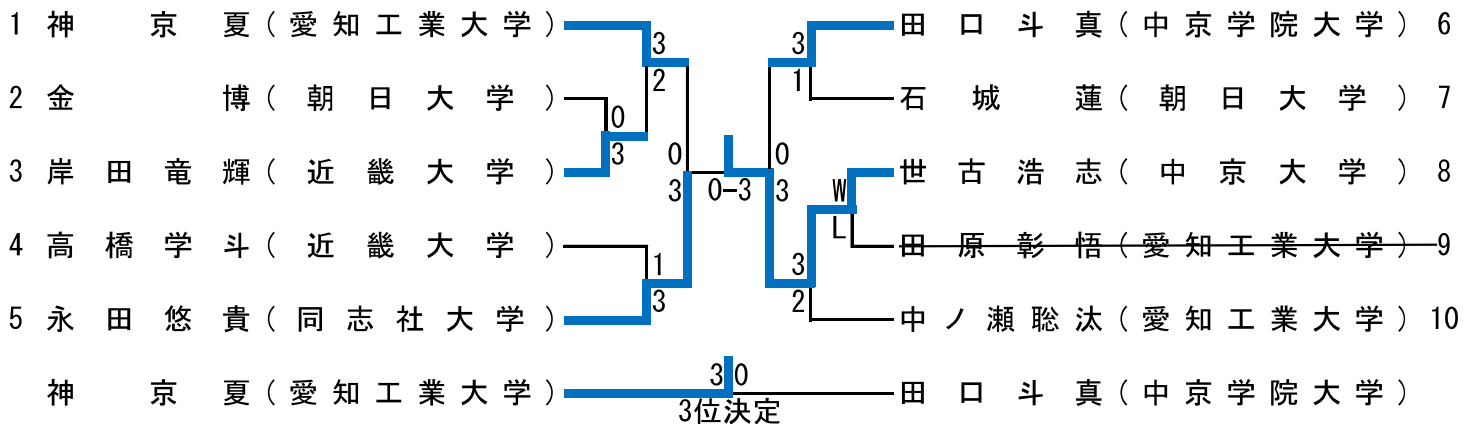 1 神京夏(愛知工業大学)
3
2
2 金博(朝日大学)
0
3
3 岸田竜輝(近畿大学)
0
3
4 高橋学斗(近畿大学)
1
3
5 永田悠貴(同志社大学)
0-3
田口斗真(中京学院大学) 6
3
1
石城蓮(朝日大学) 7
0
3
世古浩志(中京大学) 8
W
L
田原彰悟(愛知工業大学) 9
3
2
中ノ瀬聡汰(愛知工業大学) 10
神京夏(愛知工業大学) 3 0 田口斗真(中京学院大学)
3位決定